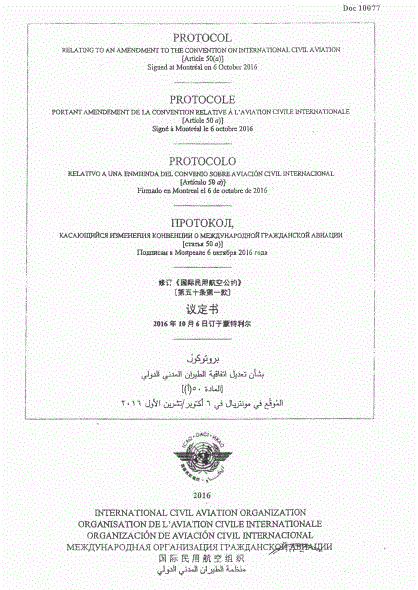 Doc 10077
PROTOCOL
RELATING TO AN AMENDMENT TO THE CONVENTION ON INTERNATIONAL CIVIL AVIATION
[Article 50(a)]
Signed at Montréal on 6 October 2016
PROTOCOLE
PORTANT AMENDEMENT DE LA CONVENTION RELATIVE À L'AVIATION CIVILE INTERNATIONALE
[Article 50 a)]
Signé à Montréal le 6 octobre 2016
PROTOCOLO
RELATIVO A UNA ENMIENDA DEL CONVENIO SOBRE AVIACIÓN CIVIL INTERNACIONAL
[Artículo 50 a)]
Firmado en Montreal el 6 de octubre de 2016
ПРОТОКОЛ,
КАСАЮЩИЙСЯ ИЗМЕНЕНИЯ КОНВЕНЦИИ О МЕЖДУНАРОДНОЙ ГРАЖДАНСКОЙ АВИАЦИИ
[статья 50 a)]
Подписан в Монреале 6 октября 2016 года
修订《国际民用航空公约》
[第五十条第一款]
议定书
2016年10月6日订于蒙特利尔
بروتوكول
بشأن تعديل اتفاقية الطيران المدني الدولي
[المادة ٥٠(أ)]
الموقّع في مونتريال في ٦ أكتوبر/تشرين الأول ٢٠١٦
ICAO · OACI · ИКАО
2016
INTERNATIONAL CIVIL AVIATION ORGANIZATION
ORGANISATION DE L'AVIATION CIVILE INTERNATIONALE
ORGANIZACIÓN DE AVIACIÓN CIVIL INTERNACIONAL
МЕЖДУНАРОДНАЯ ОРГАНИЗАЦИЯ ГРАЖДАНСКОЙ АВИАЦИИ
国际民用航空组织
منظمة الطيران المدني الدولي